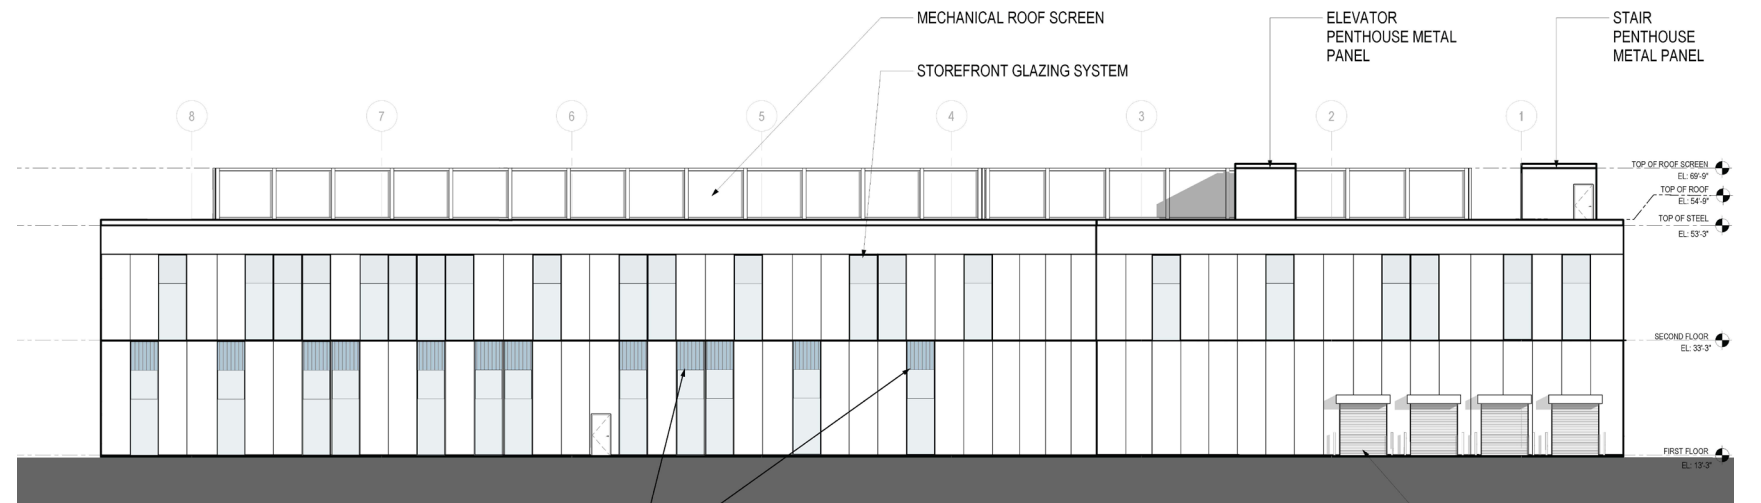 MECHANICAL ROOF SCREEN
ELEVATOR
PENTHOUSE METAL
PANEL
STAIR
PENTHOUSE
METAL PANEL
STOREFRONT GLAZING SYSTEM
8
7
6
5
4
3
2
1
TOP OF ROOF SCREEN
EL: 69'-9"
TOP OF ROOF
EL: 54'-9"
TOP OF STEEL
EL: 53'-3"
SECOND FLOOR
EL: 33'-3"
FIRST FLOOR
EL: 13'-3"